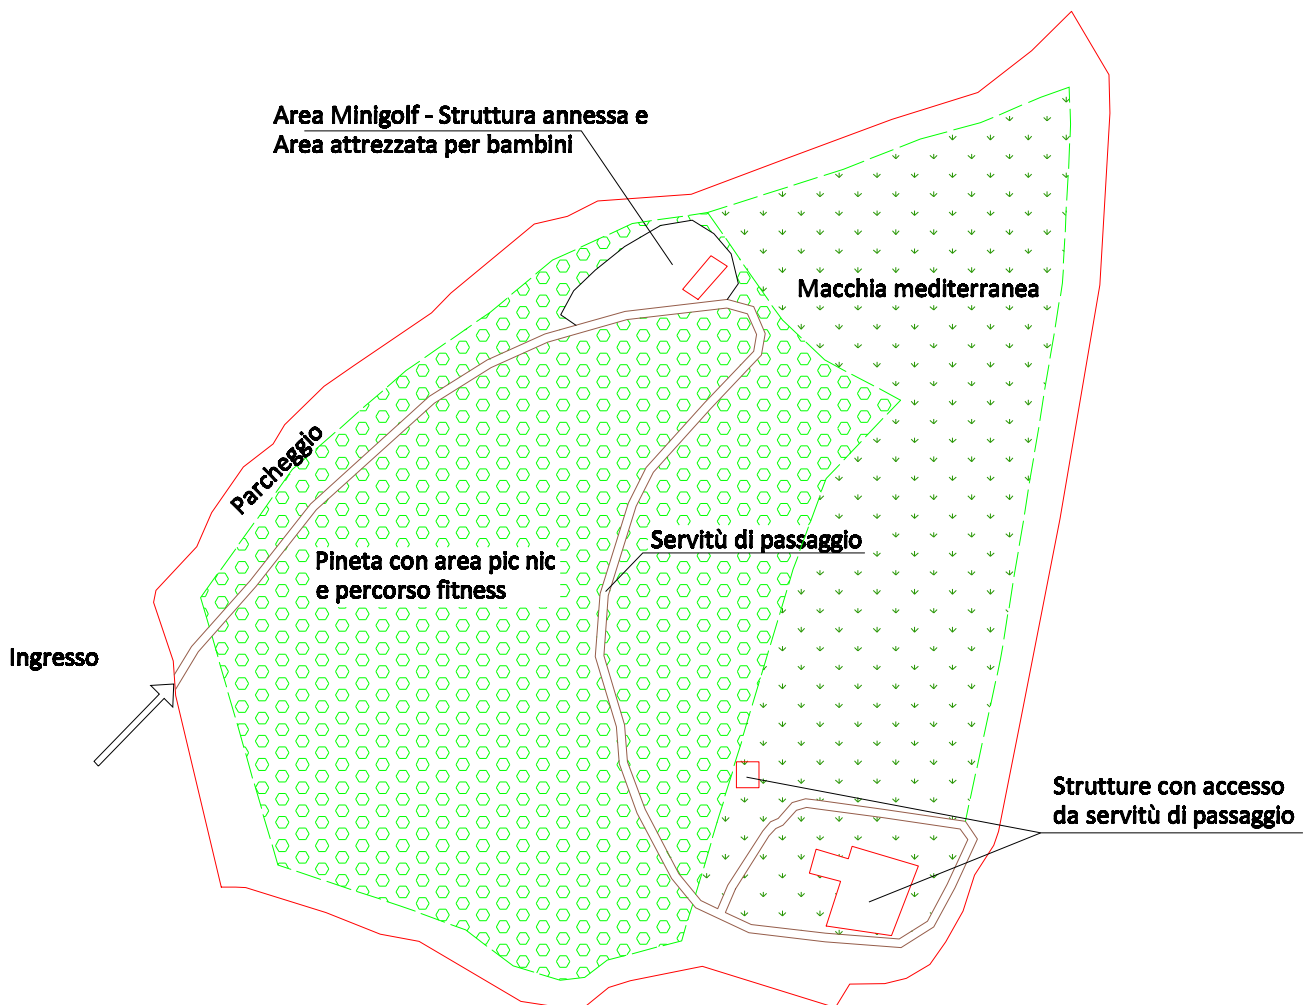 Area Minigolf - Struttura annessa e
Area attrezzata per bambini
Macchia mediterranea
Parcheggio
Servitù di passaggio
Pineta con area pic nic
e percorso fitness
Ingresso
Strutture con accesso
da servitù di passaggio